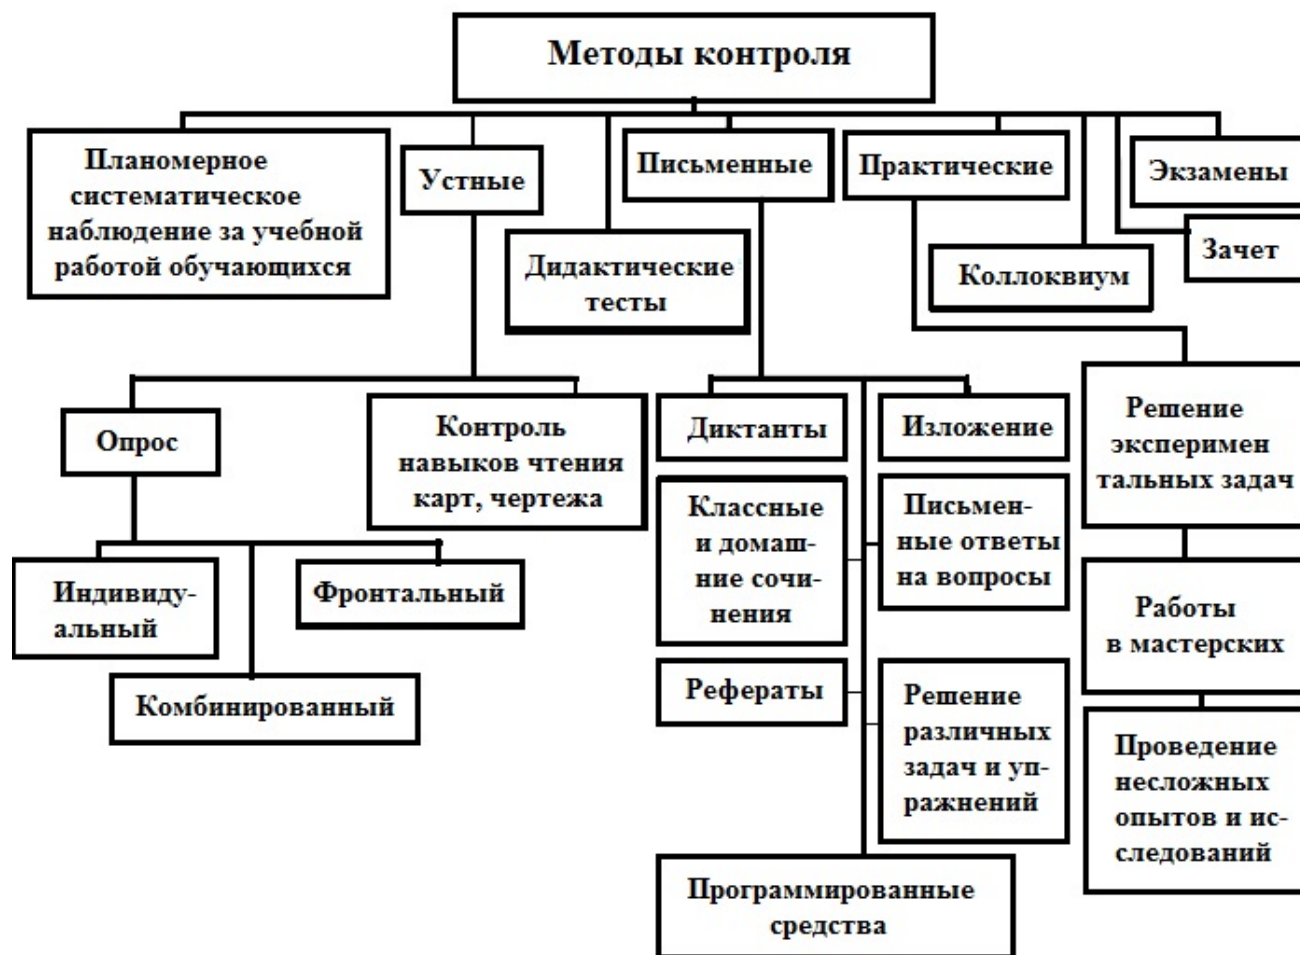 Методы контроля
Планомерное
систематическое
наблюдение за учебной
работой обучающихся
Устные
Дидактические
тесты
Письменные
Практические
Коллоквиум
Экзамены
Зачет
Опрос
Контроль
навыков чтения
карт, чертежа
Индивиду-
альный
Фронтальный
Комбинированный
Диктанты
Изложение
Классные
и домаш-
ние сочи-
нения
Письмен-
ные ответы
на вопросы
Рефераты
Решение
различных
задач и уп-
ражнений
Программированные
средства
Решение
эксперимен
тальных задач
Работы
в мастерских
Проведение
несложных
опытов и ис-
следований